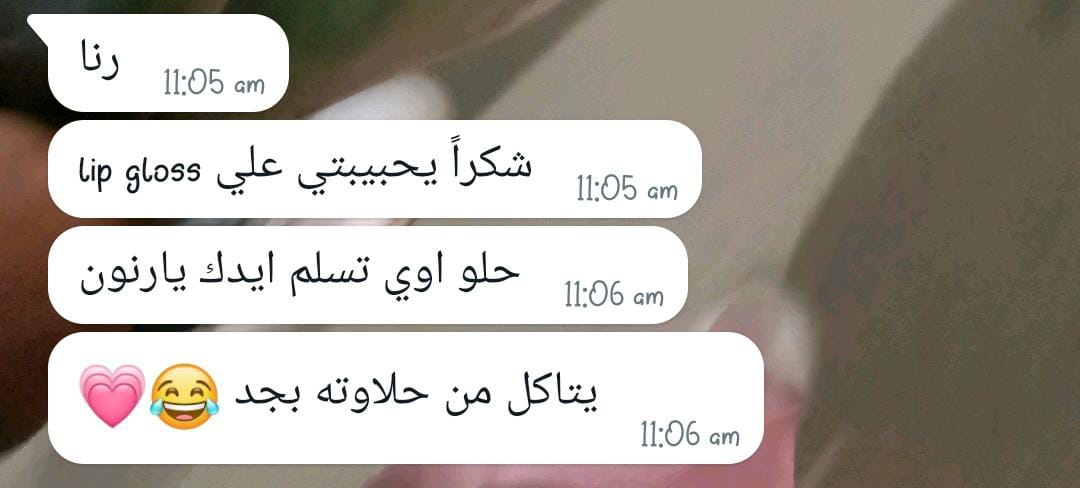 رنا
11:05 am
شكراً يحبيبتي علي lip gloss
11:05 am
حلو اوي تسلم ايدك يارنون
11:06 am
يتاكل من حلاوته بجد 😂💗
11:06 am